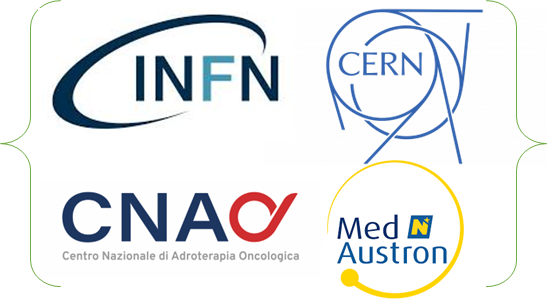 INFN
CERN
CNAO
Centro Nazionale di Adroterapia Oncologica
Med N
Austron